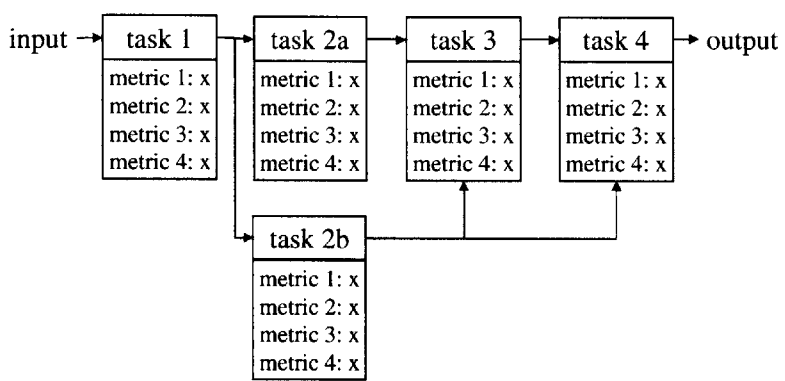 input
task 1
metric 1: x
metric 2: x
metric 3: x
metric 4: x
task 2a
metric 1: x
metric 2: x
metric 3: x
metric 4: x
task 3
metric 1: x
metric 2: x
metric 3: x
metric 4: x
task 4
metric 1: x
metric 2: x
metric 3: x
metric 4: x
output
task 2b
metric 1: x
metric 2: x
metric 3: x
metric 4: x